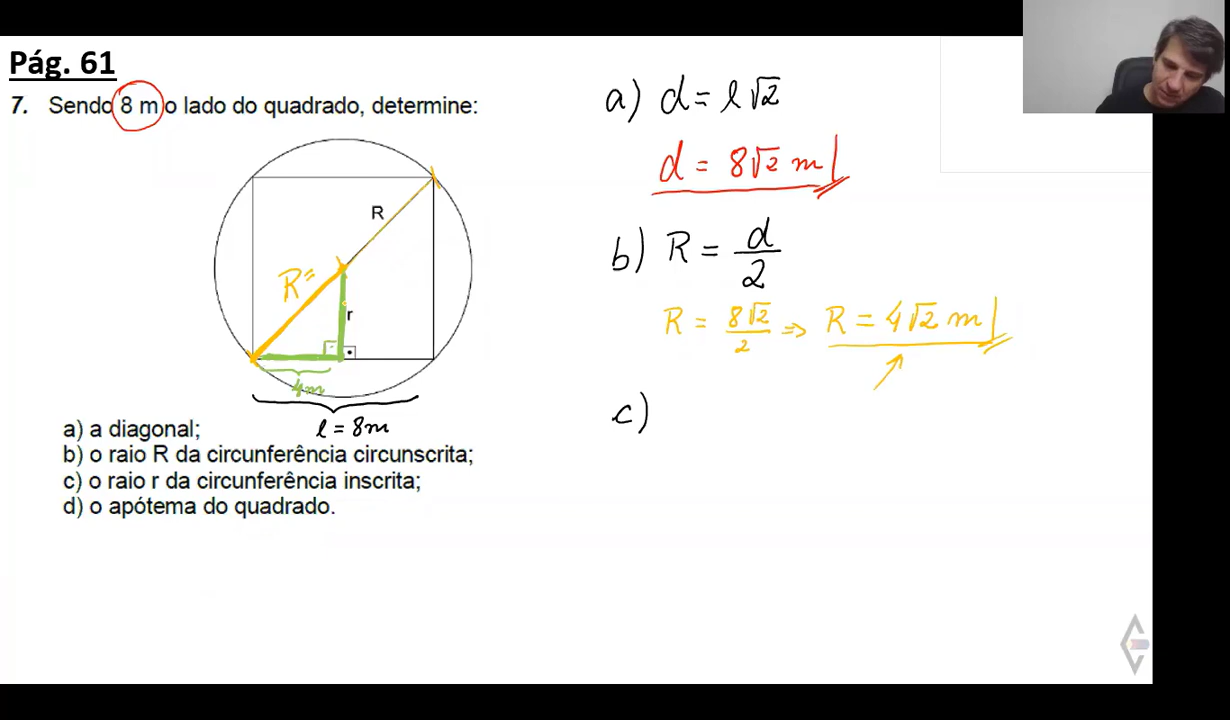 Pág. 61
7. Sendo 8 m o lado do quadrado, determine:
R
R=
r
4m
l = 8m
a) a diagonal;
b) o raio R da circunferência circunscrita;
c) o raio r da circunferência inscrita;
d) o apótema do quadrado.
a) d = l√2
d = 8√2 m
b) R = d/2
R = 8√2/2 => R = 4√2 m
c)